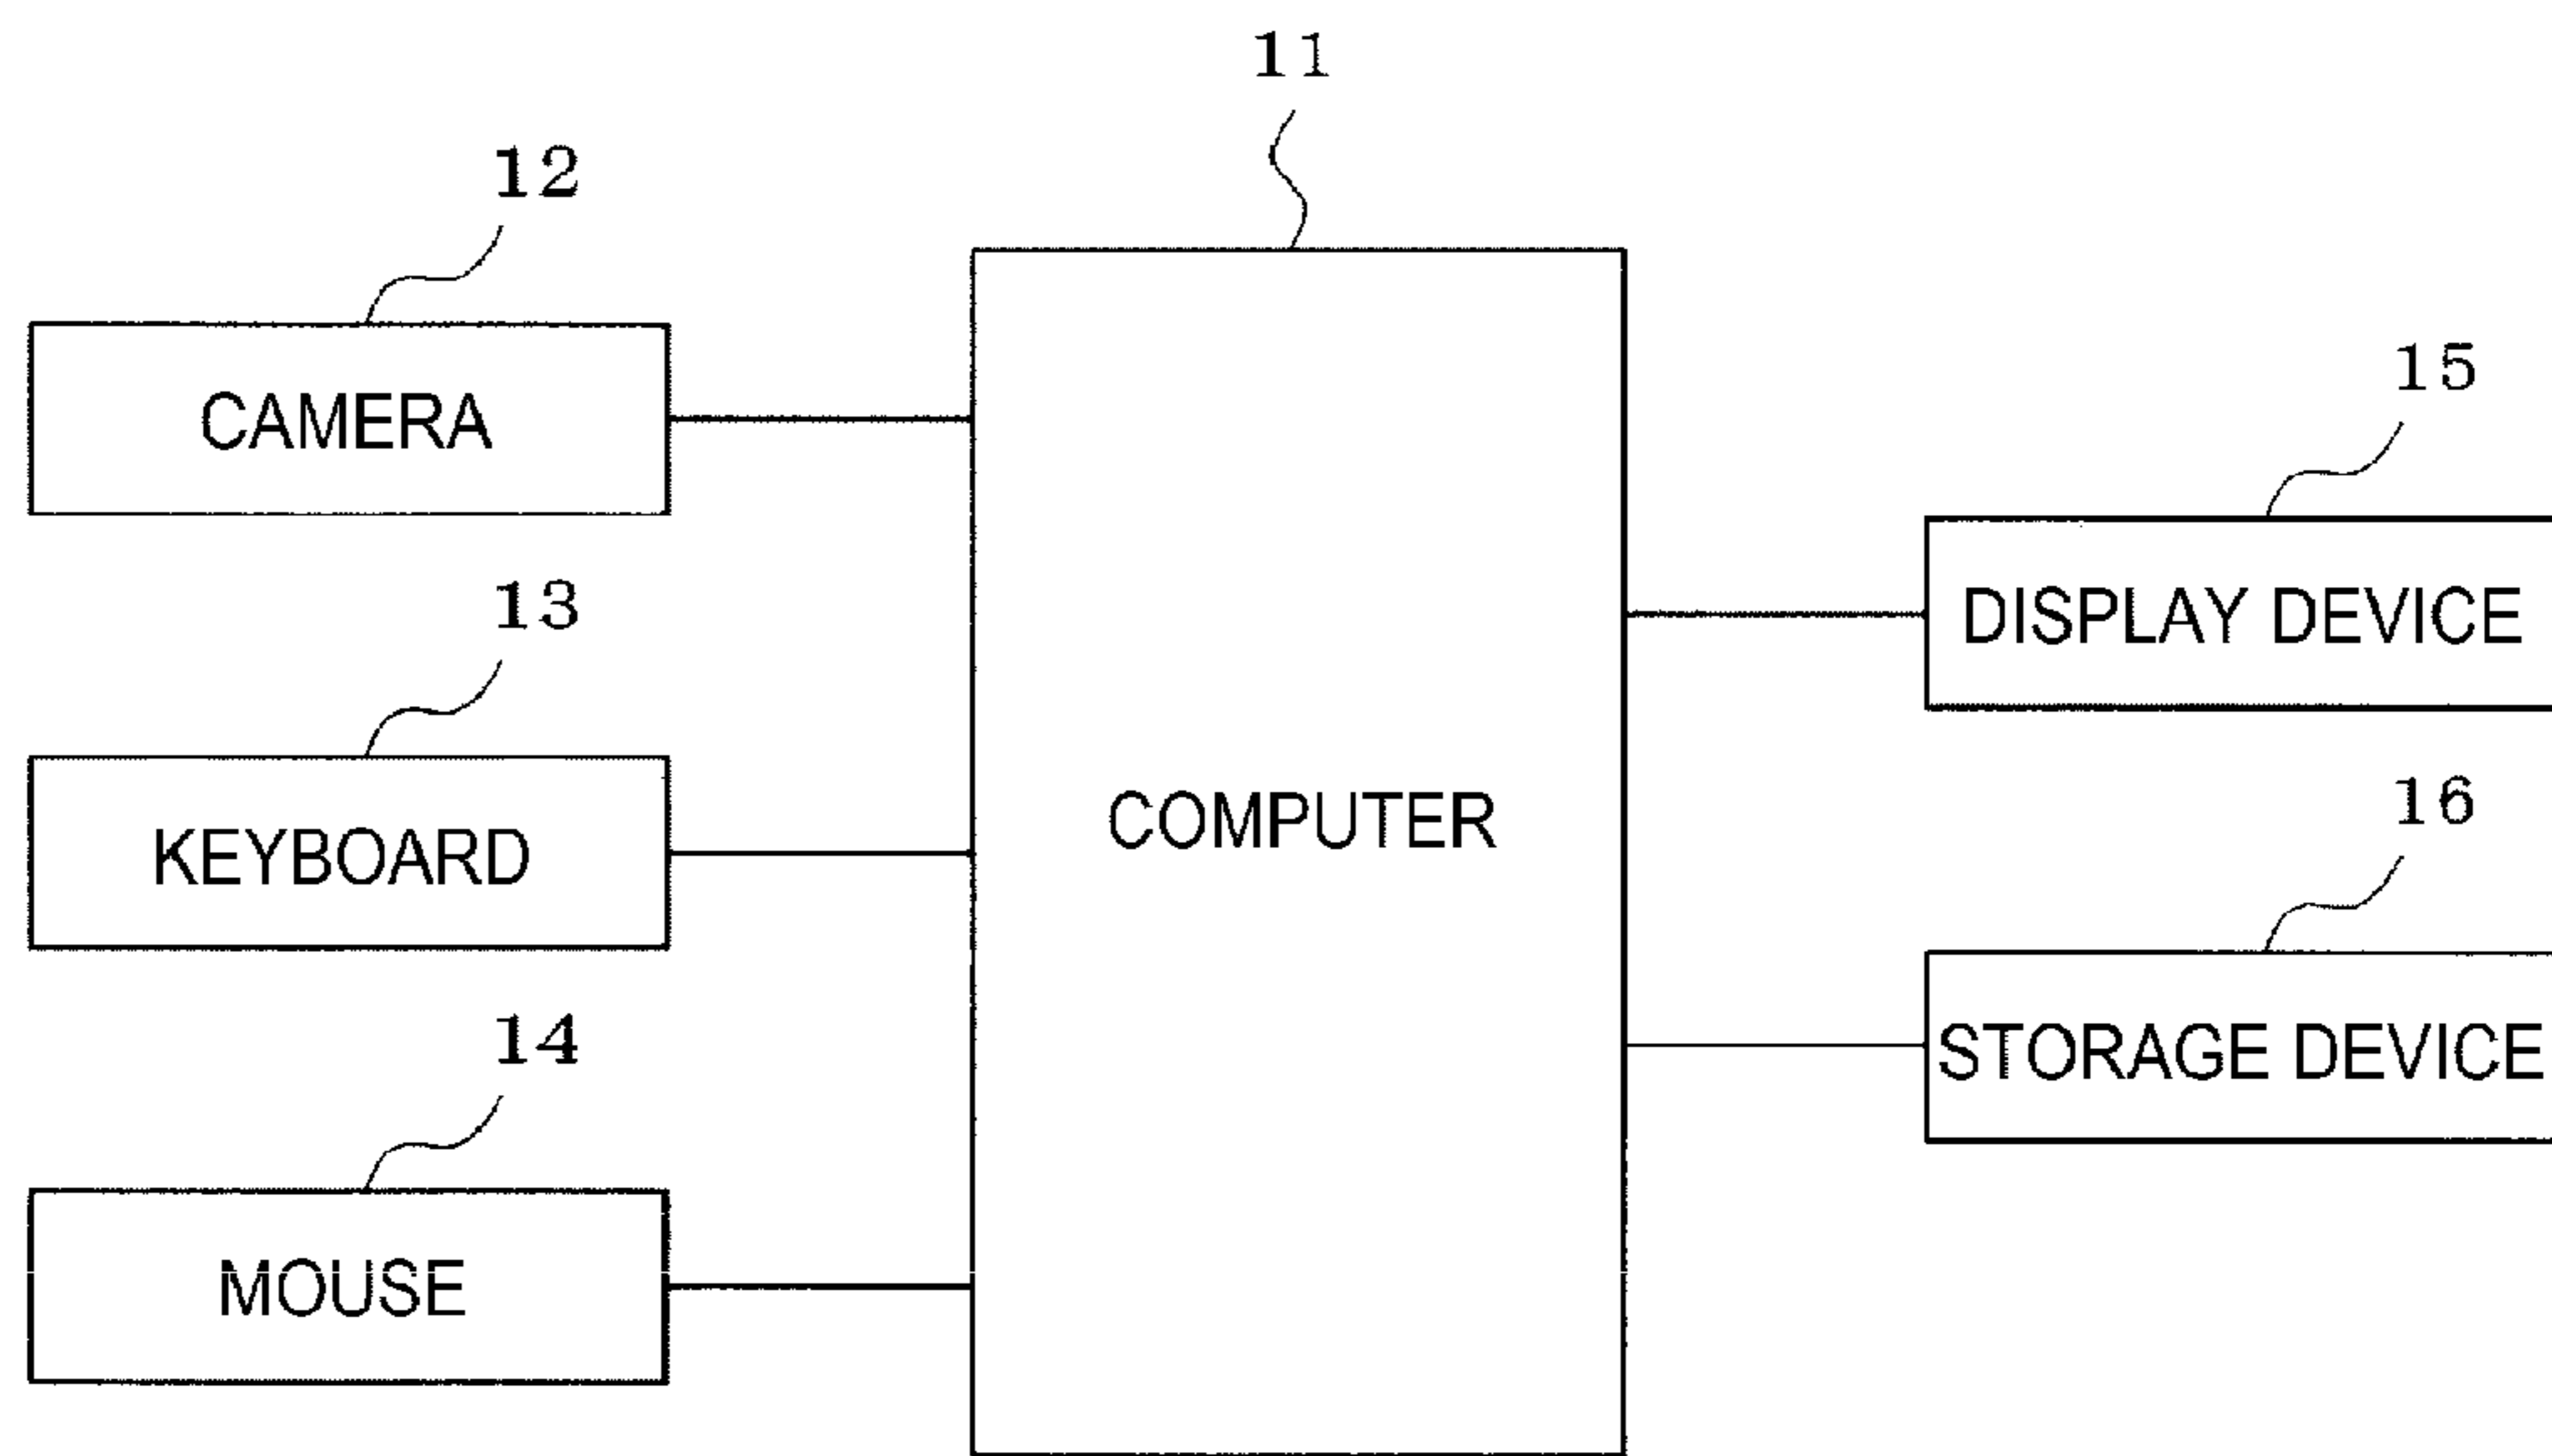 11
12
CAMERA
15
DISPLAY DEVICE
13
KEYBOARD
COMPUTER
16
STORAGE DEVICE
14
MOUSE